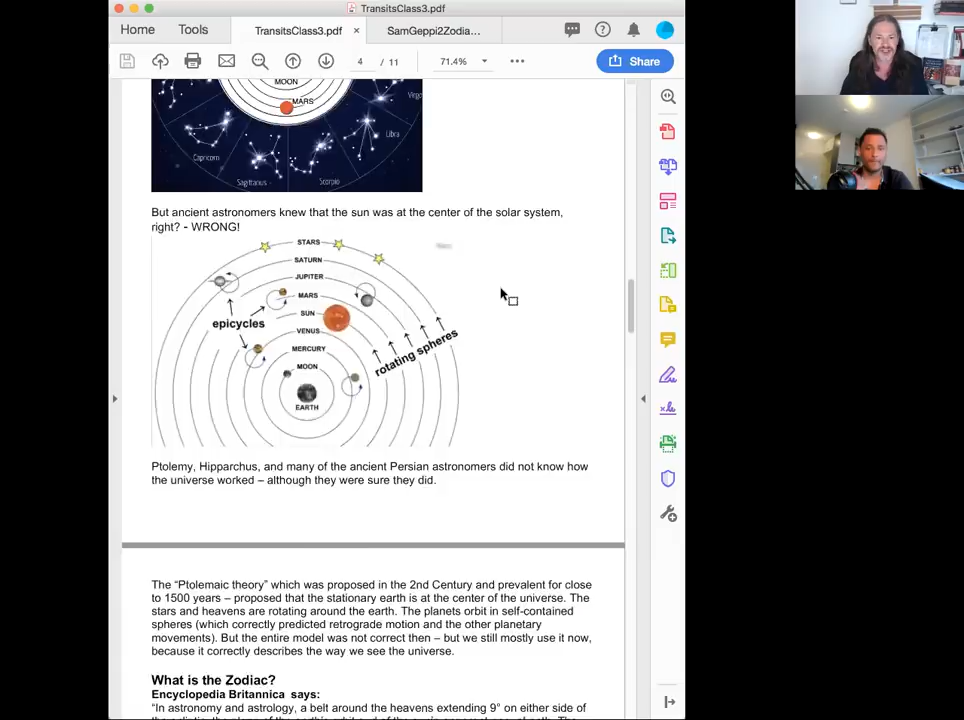 TransitsClass3.pdf
Home
Tools
TransitsClass3.pdf ×
SamGeppi2Zodia...
4 / 11
71.4%
Share
MOON
MARS
Virgo
Libra
Capricorn
Sagittarius
Scorpio
But ancient astronomers knew that the sun was at the center of the solar system,
right? - WRONG!
STARS
SATURN
JUPITER
MARS
epicycles
SUN
VENUS
rotating spheres
MERCURY
MOON
EARTH
Ptolemy, Hipparchus, and many of the ancient Persian astronomers did not know how
the universe worked – although they were sure they did.
The “Ptolemaic theory” which was proposed in the 2nd Century and prevalent for close
to 1500 years – proposed that the stationary earth is at the center of the universe. The
stars and heavens are rotating around the earth. The planets orbit in self-contained
spheres (which correctly predicted retrograde motion and the other planetary
movements). But the entire model was not correct then – but we still mostly use it now,
because it correctly describes the way we see the universe.
What is the Zodiac?
Encyclopedia Britannica says:
“In astronomy and astrology, a belt around the heavens extending 9° on either side of